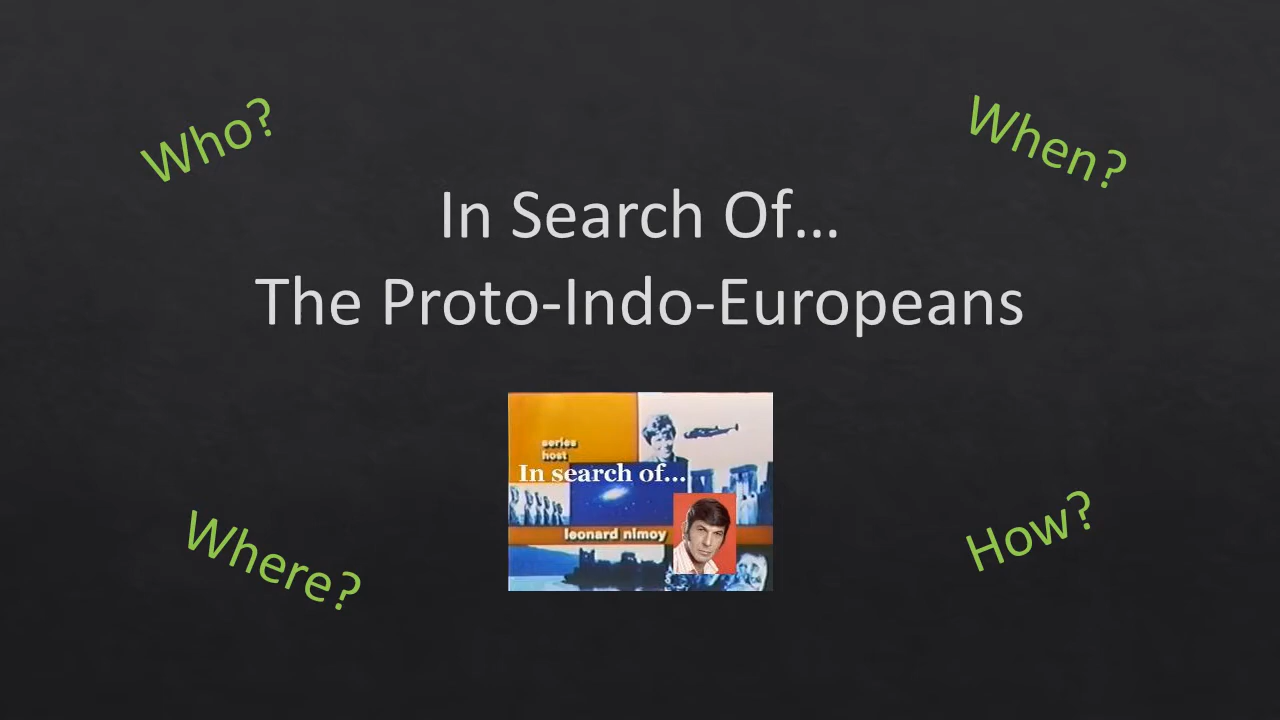 Who?
When?
In Search Of…
The Proto-Indo-Europeans
series
host
In search of...
leonard nimoy
Where?
How?